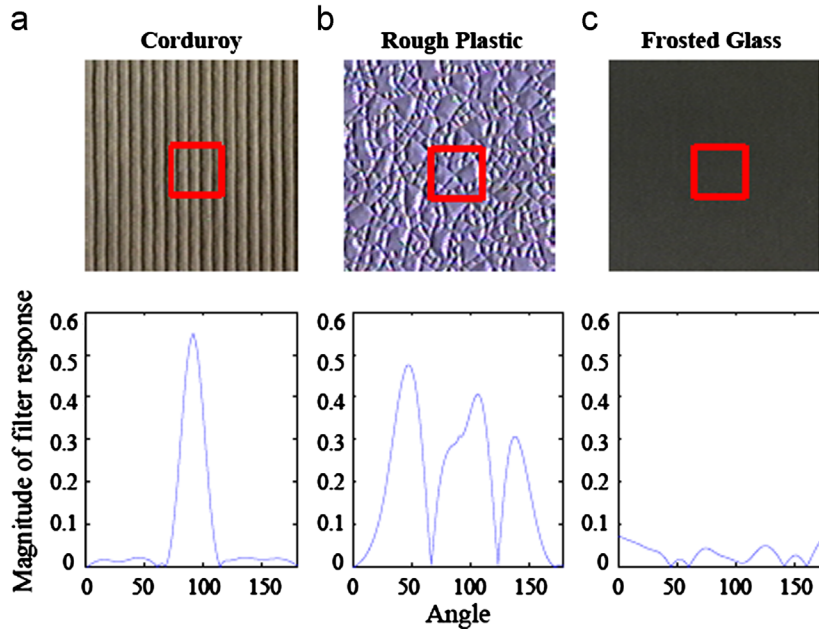 a b c
Corduroy Rough Plastic Frosted Glass
Magnitude of filter response
0.6 0.6 0.6
0.5 0.5 0.5
0.4 0.4 0.4
0.3 0.3 0.3
0.2 0.2 0.2
0.1 0.1 0.1
0 0 0
0 50 100 150 0 50 100 150 0 50 100 150
Angle